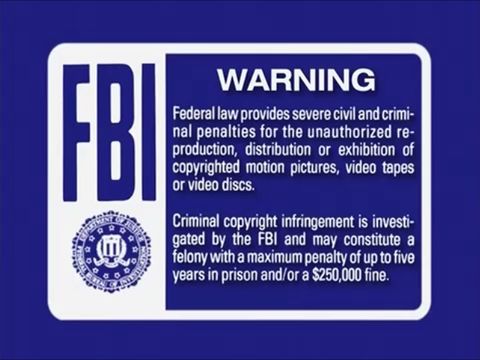 FBI
WARNING
Federal law provides severe civil and crimi-
nal penalties for the unauthorized re-
production, distribution or exhibition of
copyrighted motion pictures, video tapes
or video discs.
Criminal copyright infringement is investi-
gated by the FBI and may constitute a
felony with a maximum penalty of up to five
years in prison and/or a $250,000 fine.